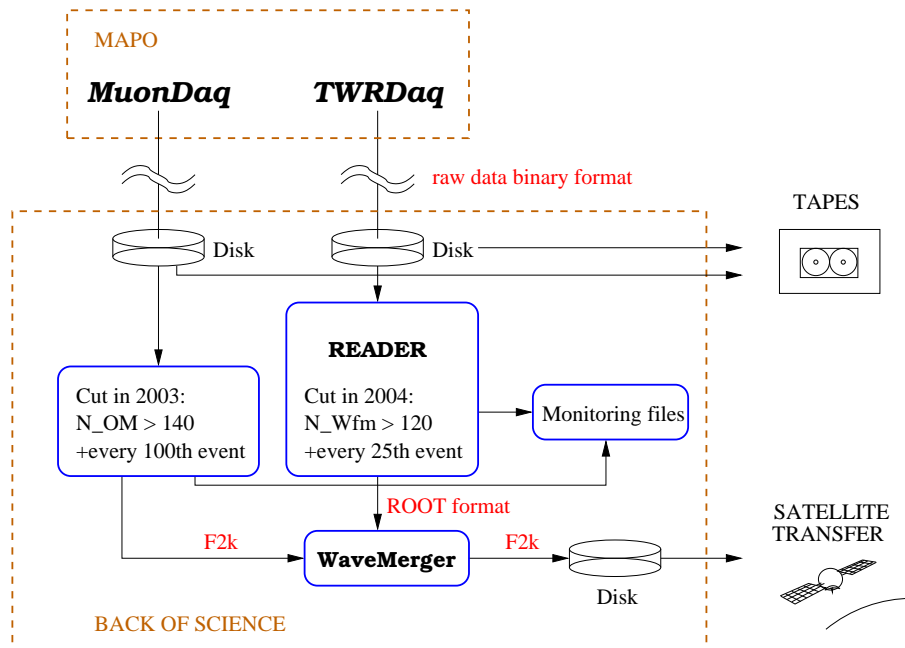 MAPO
MuonDaq
TWRDaq
raw data binary format
TAPES
Disk
Disk
READER
Cut in 2003:
N_OM > 140
+every 100th event
Cut in 2004:
N_Wfm > 120
+every 25th event
Monitoring files
ROOT format
SATELLITE
TRANSFER
F2k
WaveMerger
F2k
Disk
BACK OF SCIENCE